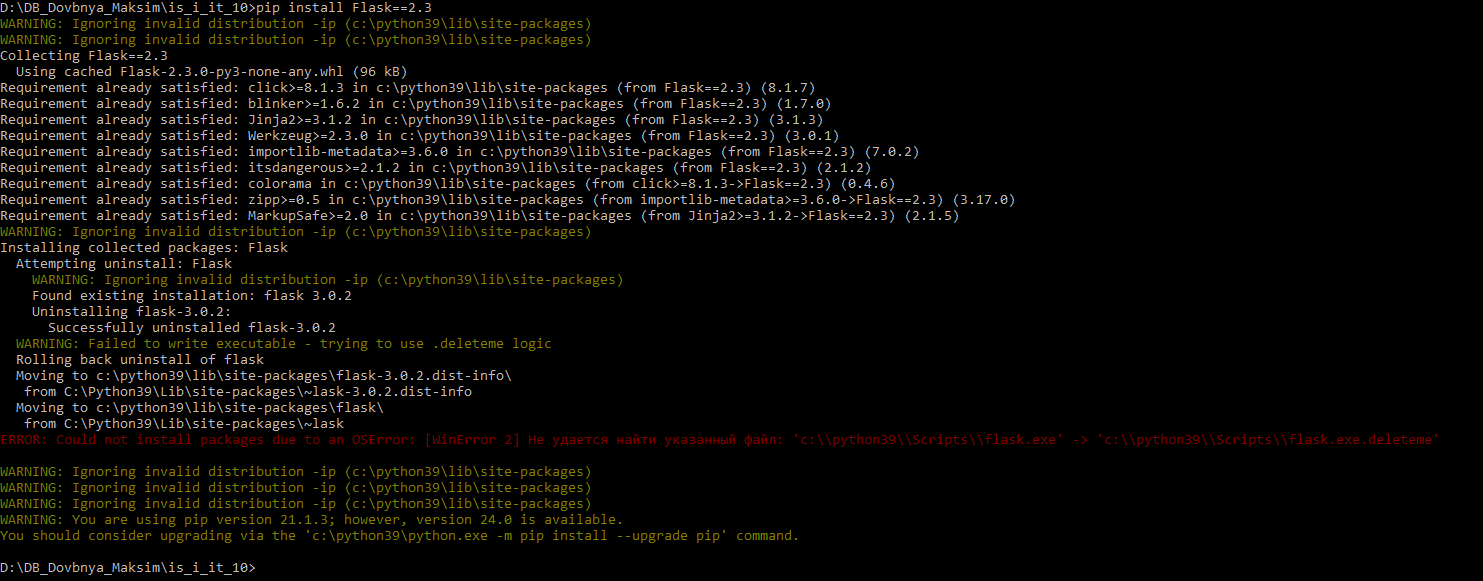 D:\DB_Dovbnya_Maksim\is_i_it_10>pip install Flask==2.3
WARNING: Ignoring invalid distribution -ip (c:\python39\lib\site-packages)
WARNING: Ignoring invalid distribution -ip (c:\python39\lib\site-packages)
Collecting Flask==2.3
  Using cached Flask-2.3.0-py3-none-any.whl (96 kB)
Requirement already satisfied: click>=8.1.3 in c:\python39\lib\site-packages (from Flask==2.3) (8.1.7)
Requirement already satisfied: blinker>=1.6.2 in c:\python39\lib\site-packages (from Flask==2.3) (1.7.0)
Requirement already satisfied: Jinja2>=3.1.2 in c:\python39\lib\site-packages (from Flask==2.3) (3.1.3)
Requirement already satisfied: Werkzeug>=2.3.0 in c:\python39\lib\site-packages (from Flask==2.3) (3.0.1)
Requirement already satisfied: importlib-metadata>=3.6.0 in c:\python39\lib\site-packages (from Flask==2.3) (7.0.2)
Requirement already satisfied: itsdangerous>=2.1.2 in c:\python39\lib\site-packages (from Flask==2.3) (2.1.2)
Requirement already satisfied: colorama in c:\python39\lib\site-packages (from click>=8.1.3->Flask==2.3) (0.4.6)
Requirement already satisfied: zipp>=0.5 in c:\python39\lib\site-packages (from importlib-metadata>=3.6.0->Flask==2.3) (3.17.0)
Requirement already satisfied: MarkupSafe>=2.0 in c:\python39\lib\site-packages (from Jinja2>=3.1.2->Flask==2.3) (2.1.5)
WARNING: Ignoring invalid distribution -ip (c:\python39\lib\site-packages)
Installing collected packages: Flask
  Attempting uninstall: Flask
    WARNING: Ignoring invalid distribution -ip (c:\python39\lib\site-packages)
    Found existing installation: flask 3.0.2
    Uninstalling flask-3.0.2:
      Successfully uninstalled flask-3.0.2
  WARNING: Failed to write executable - trying to use .deleteme logic
  Rolling back uninstall of flask
  Moving to c:\python39\lib\site-packages\flask-3.0.2.dist-info\
   from C:\Python39\Lib\site-packages\~lask-3.0.2.dist-info
  Moving to c:\python39\lib\site-packages\flask\
   from C:\Python39\Lib\site-packages\~lask
ERROR: Could not install packages due to an OSError: [WinError 2] Не удается найти указанный файл: 'c:\\python39\\Scripts\\flask.exe' -> 'c:\\python39\\Scripts\\flask.exe.deleteme'
WARNING: Ignoring invalid distribution -ip (c:\python39\lib\site-packages)
WARNING: Ignoring invalid distribution -ip (c:\python39\lib\site-packages)
WARNING: Ignoring invalid distribution -ip (c:\python39\lib\site-packages)
WARNING: You are using pip version 21.1.3; however, version 24.0 is available.
You should consider upgrading via the 'c:\python39\python.exe -m pip install --upgrade pip' command.
D:\DB_Dovbnya_Maksim\is_i_it_10>